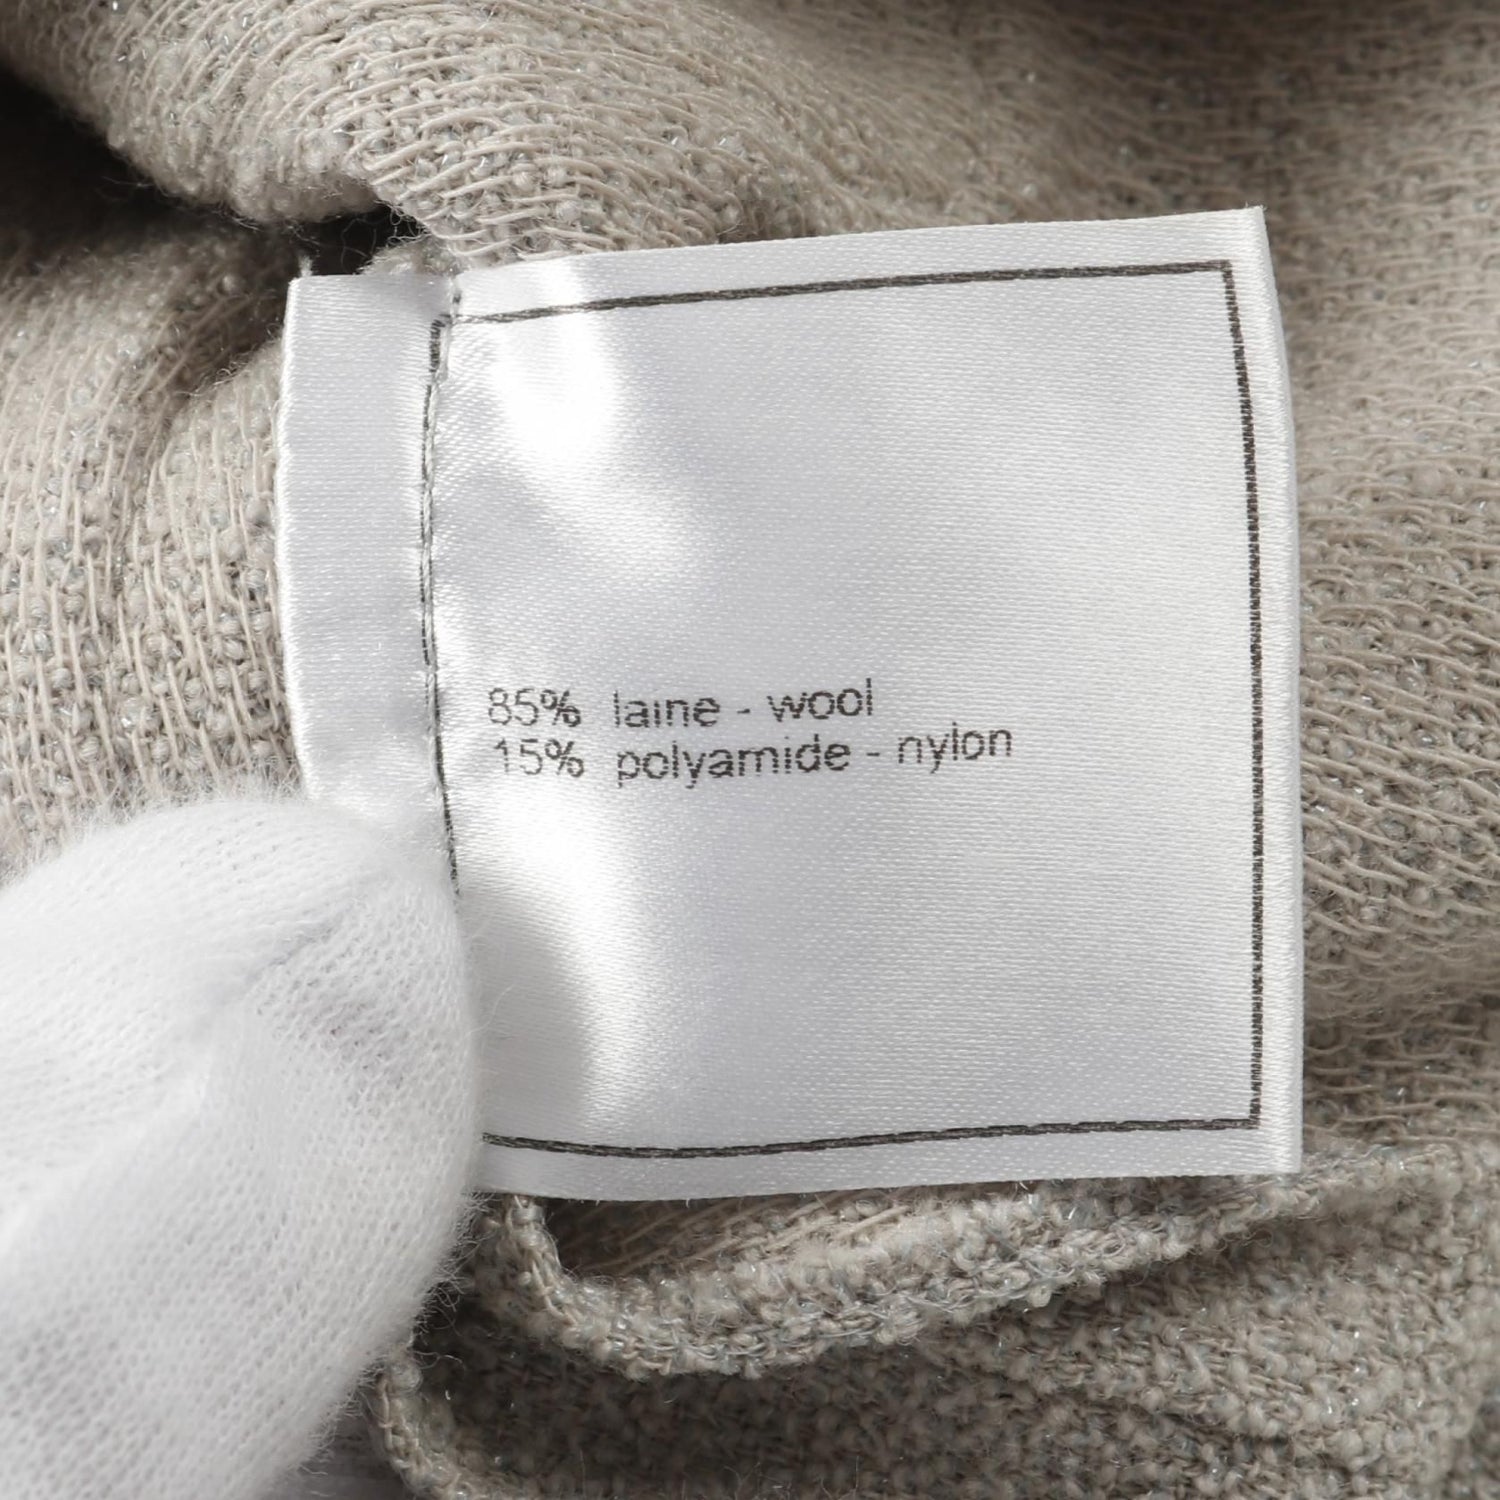 85% laine - wool
15% polyamide - nylon